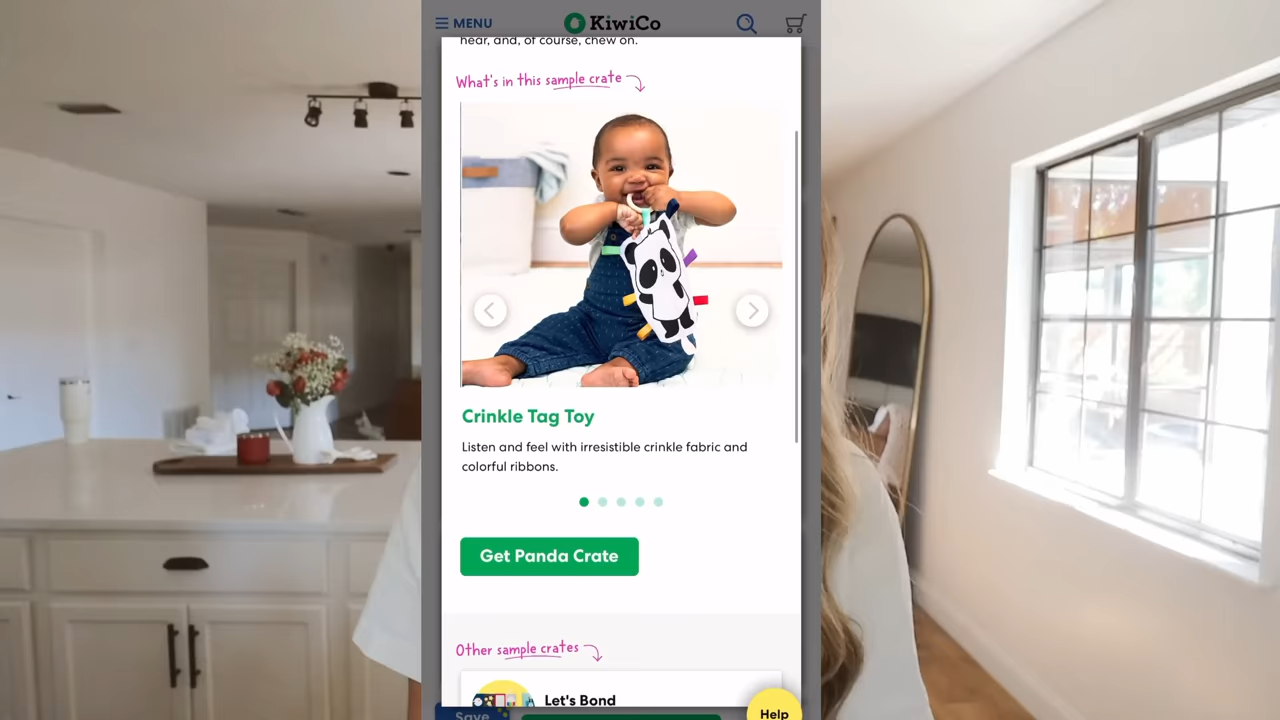 MENU
KiwiCo
hear, and, of course, chew on.
What's in this sample crate
Crinkle Tag Toy
Listen and feel with irresistible crinkle fabric and
colorful ribbons.
Get Panda Crate
Other sample crates
Let's Bond
Save
Help